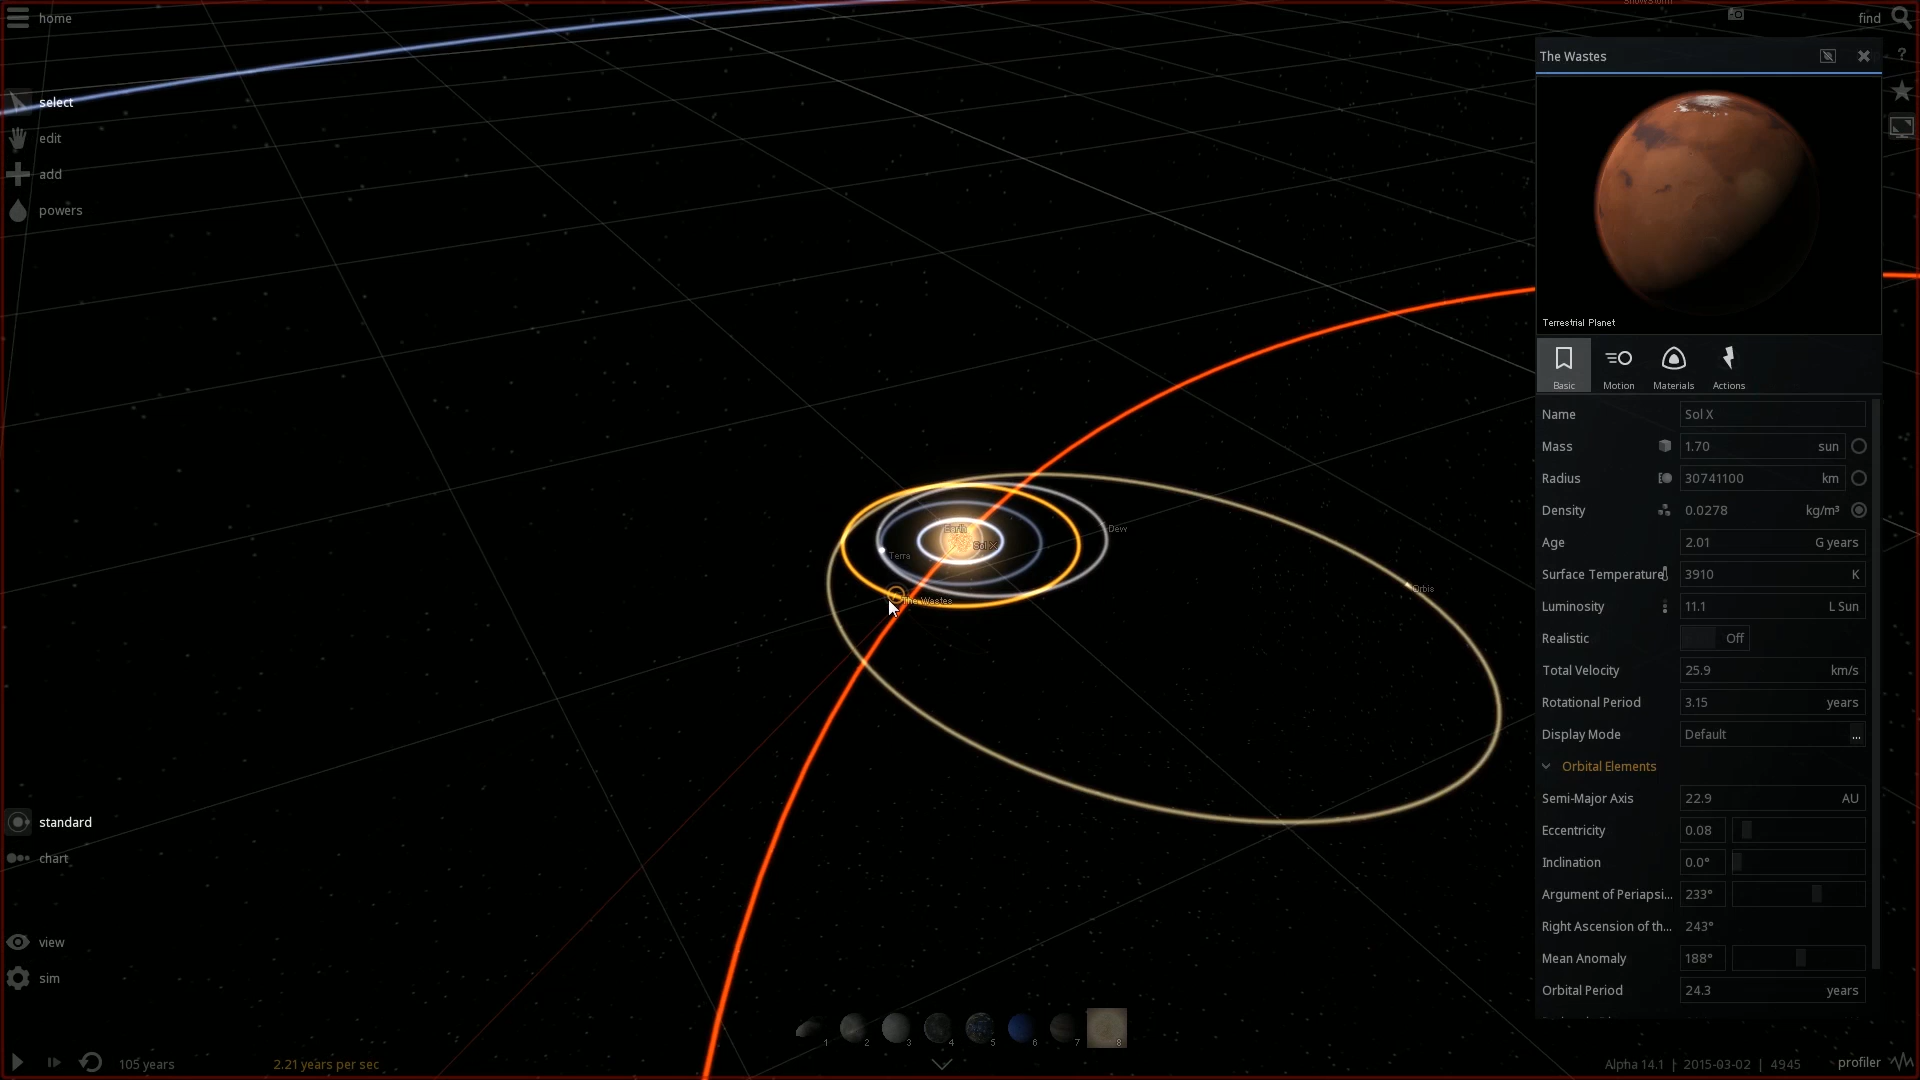 home
find
select
edit
add
powers
The Wastes
Terrestrial Planet
Basic
Motion
Materials
Actions
Name
Sol X
Mass
1.70 sun
Radius
30741100 km
Density
0.0278 kg/m³
Age
2.01 G years
Surface Temperature
3910 K
Luminosity
11.1 L Sun
Realistic
Off
Total Velocity
25.9 km/s
Rotational Period
3.15 years
Display Mode
Default ...
Orbital Elements
Semi-Major Axis
22.9 AU
Eccentricity
0.08
Inclination
0.0°
Argument of Periapsi...
233°
Right Ascension of th...
243°
Mean Anomaly
188°
Orbital Period
24.3 years
Earth
Sol X
Terra
The Wastes
Orbis
standard
chart
view
sim
1
2
3
4
5
6
7
8
105 years
2.21 years per sec
Alpha 14.1 | 2015-03-02 | 4945
profiler
?